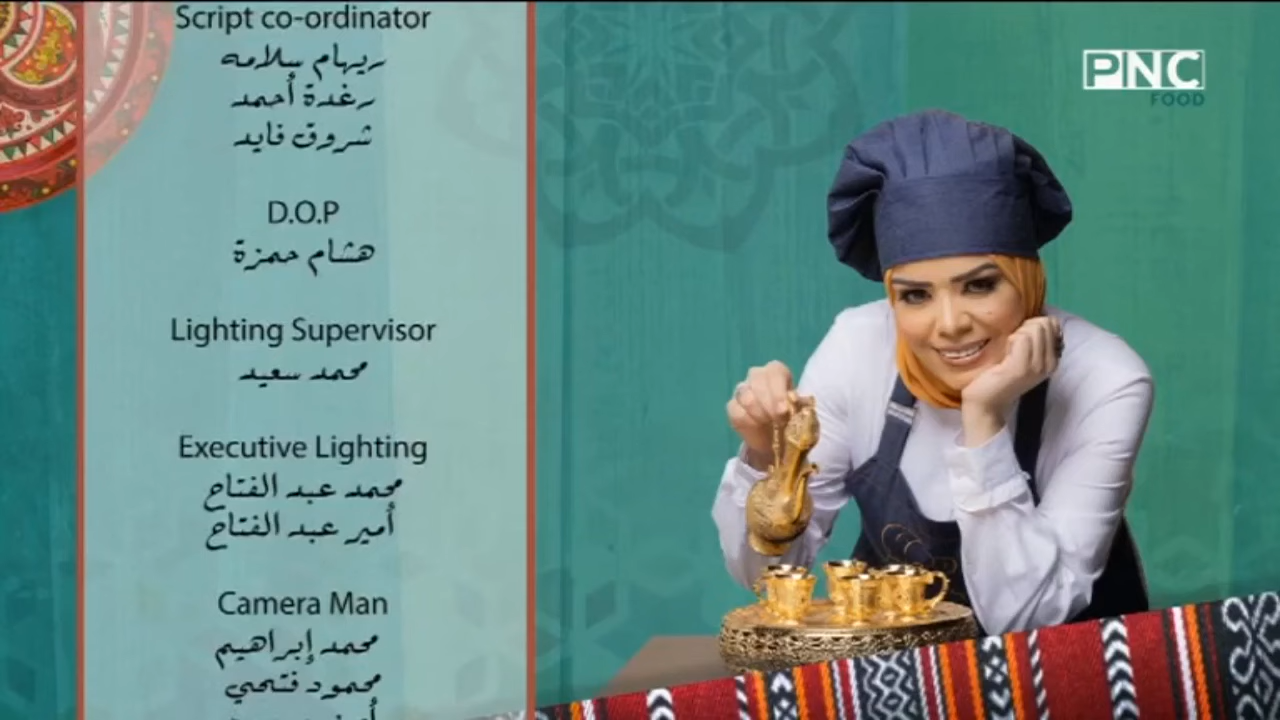 Script co-ordinator
ريهام سلامه
رغدة أحمد
شروق فايد
D.O.P
هشام حمزة
Lighting Supervisor
محمد سعيد
Executive Lighting
محمد عبد الفتاح
أمير عبد الفتاح
Camera Man
محمد إبراهيم
محمود فتحي
PNC
FOOD